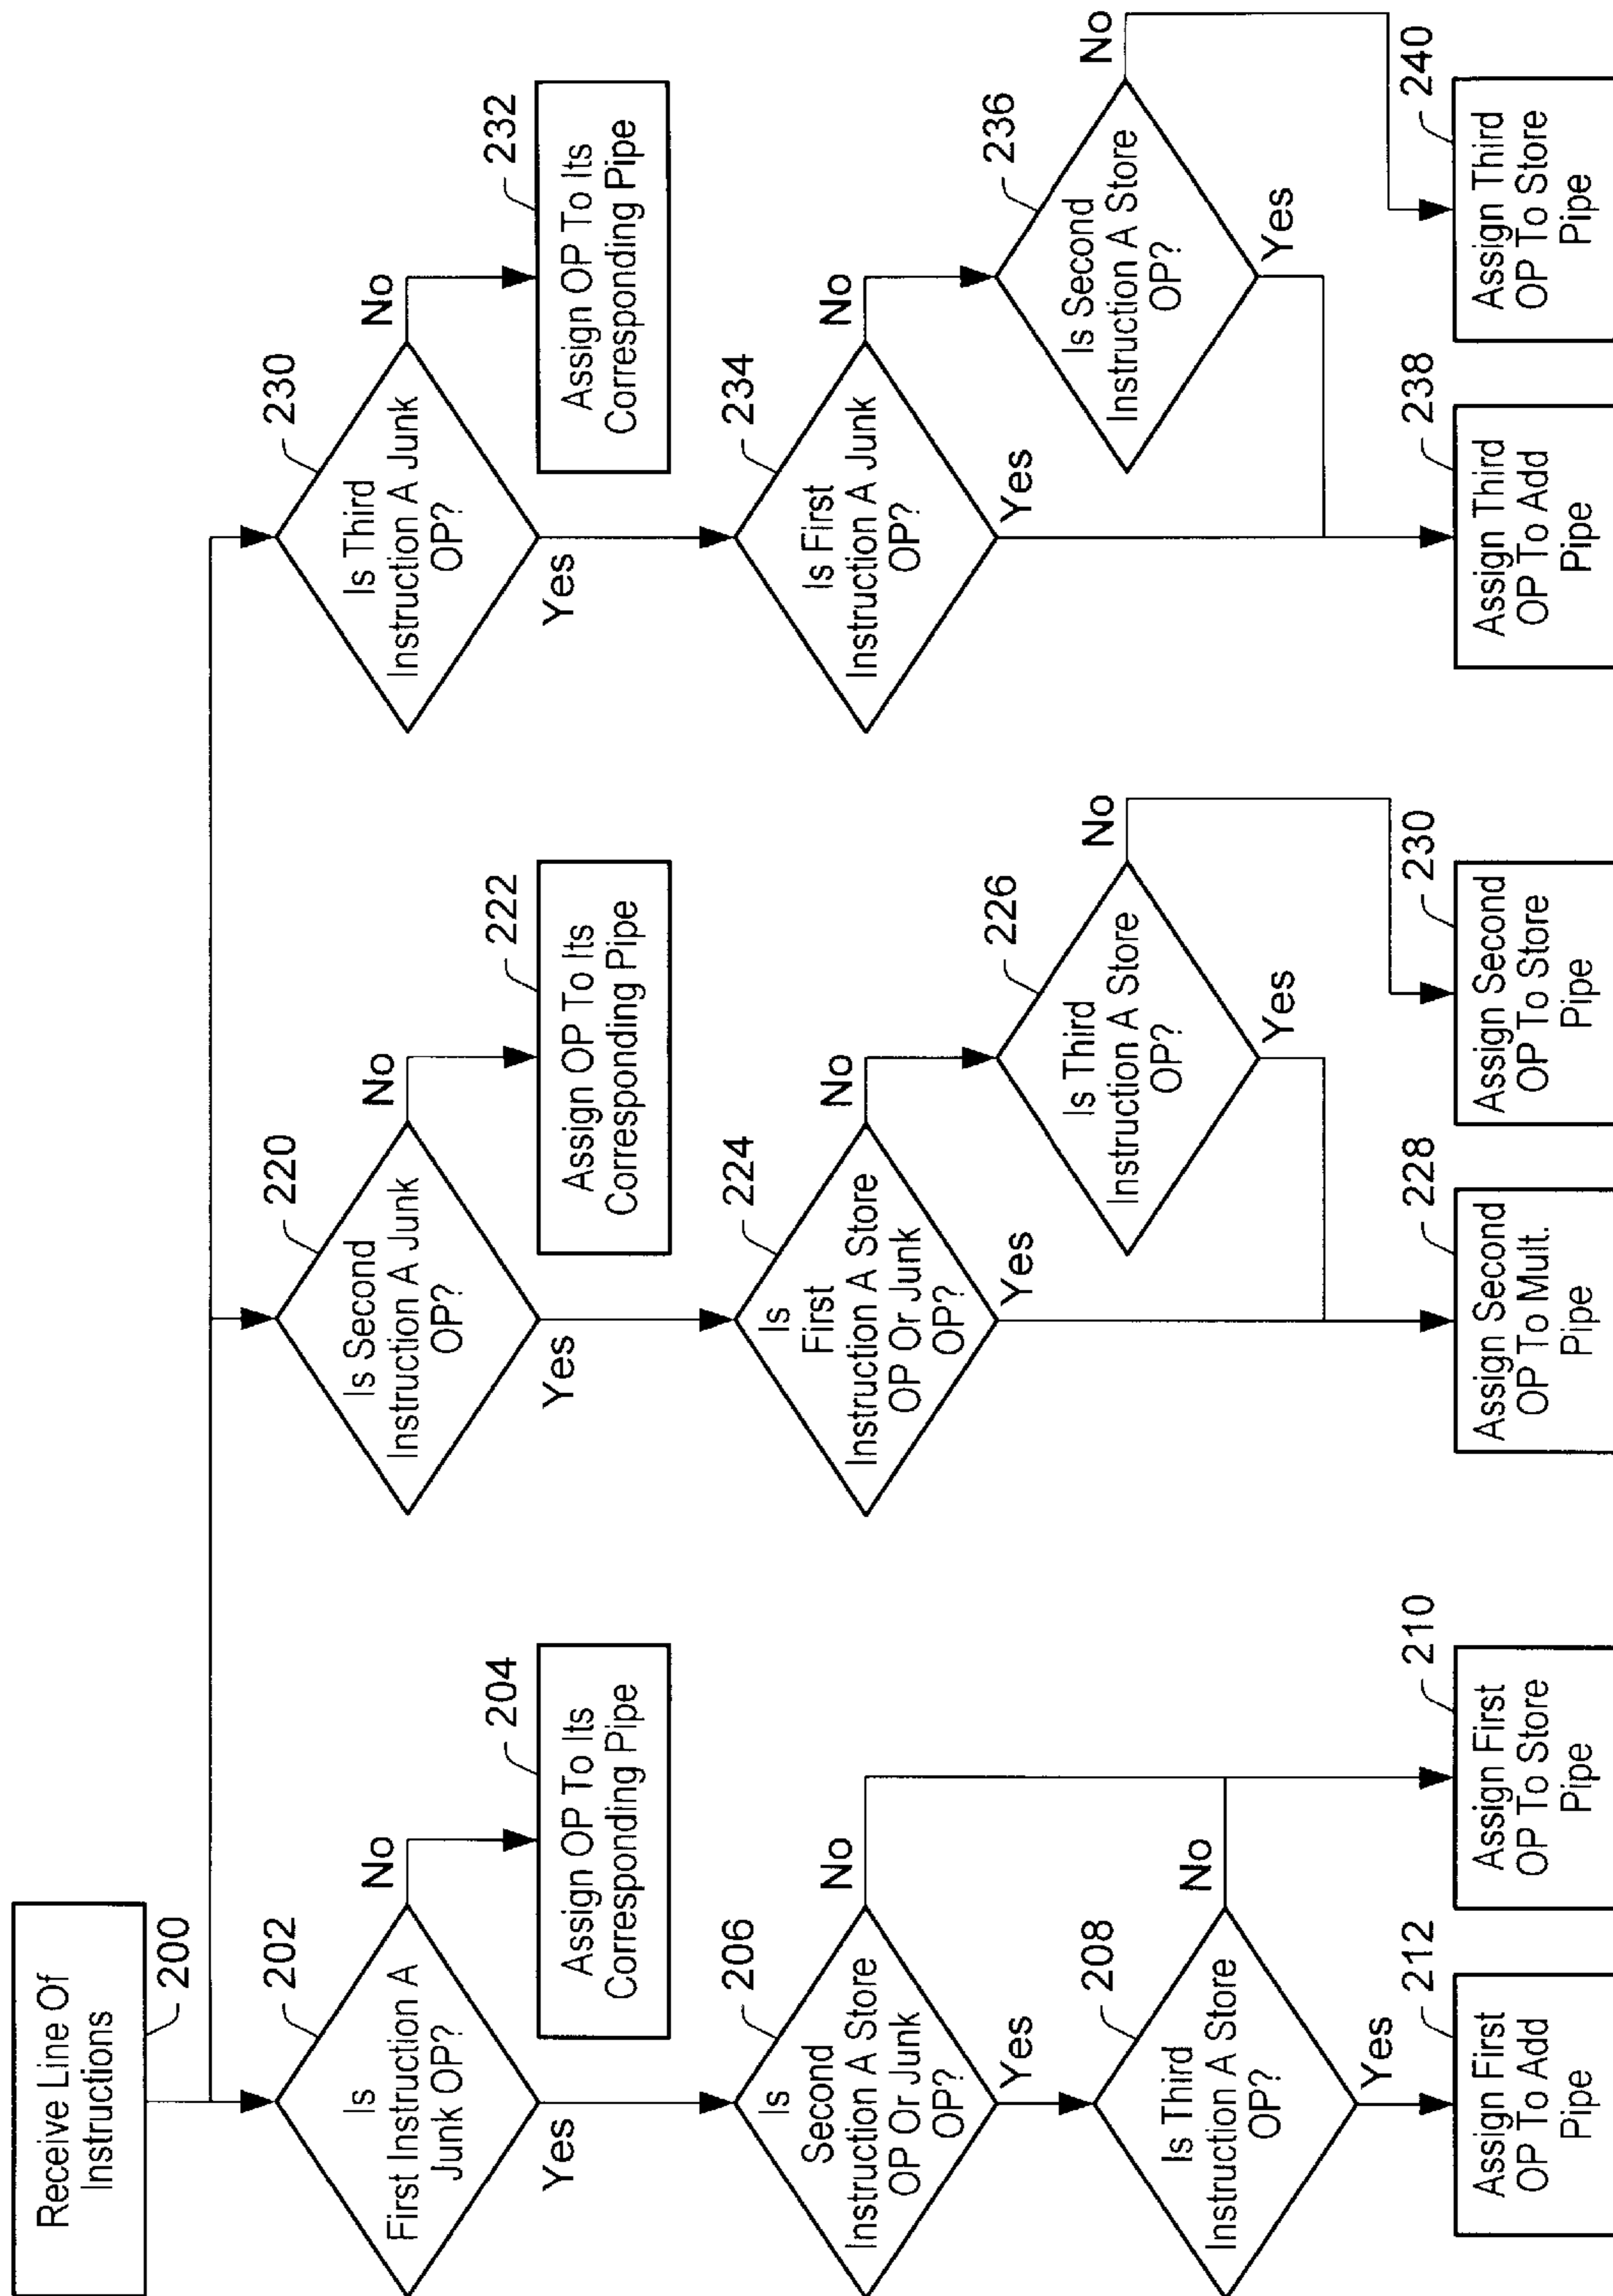 Receive Line Of
Instructions
200
Is
First Instruction A
Junk OP?
202
Yes
No
Assign OP To Its
Corresponding Pipe
204
Is
Second
Instruction A Store
OP Or Junk
OP?
206
Yes
No
Is Third
Instruction A Store
OP?
208
Yes
No
Assign First
OP To Add
Pipe
212
Assign First
OP To Store
Pipe
210
Is Second
Instruction A Junk
OP?
220
Yes
No
Assign OP To Its
Corresponding Pipe
222
Is
First
Instruction A Store
OP Or Junk
OP?
224
Yes
No
Is Third
Instruction A Store
OP?
226
Yes
No
Assign Second
OP To Mult.
Pipe
228
Assign Second
OP To Store
Pipe
230
Is Third
Instruction A Junk
OP?
230
Yes
No
Assign OP To Its
Corresponding Pipe
232
Is First
Instruction A Junk
OP?
234
Yes
No
Is Second
Instruction A Store
OP?
236
Yes
No
Assign Third
OP To Add
Pipe
238
Assign Third
OP To Store
Pipe
240